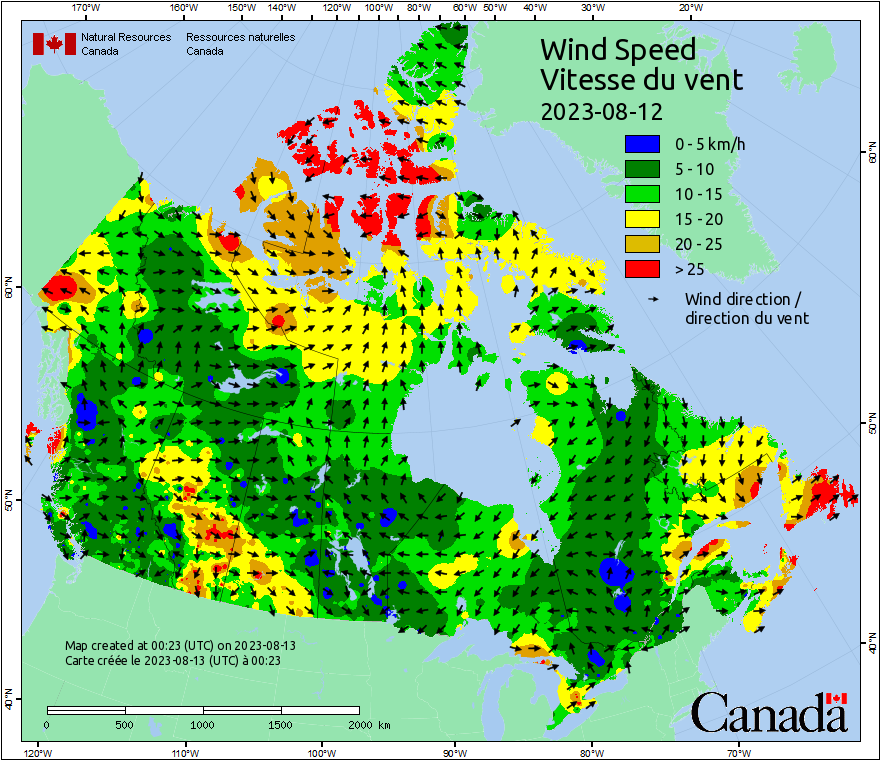 170°W 160°W 150°W 140°W 130°W 120°W 110°W 100°W 90°W 80°W 70°W 60°W 50°W 40°W 30°W 20°W
Natural Resources Ressources naturelles
Canada Canada
Wind Speed
Vitesse du vent
2023-08-12
0 - 5 km/h
5 - 10
10 - 15
15 - 20
20 - 25
> 25
Wind direction /
direction du vent
60°N
60°N
50°N
50°N
40°N
40°N
Map created at 00:23 (UTC) on 2023-08-13
Carte créée le 2023-08-13 (UTC) à 00:23
0 500 1000 1500 2000 km
Canada
120°W 110°W 100°W 90°W 80°W 70°W